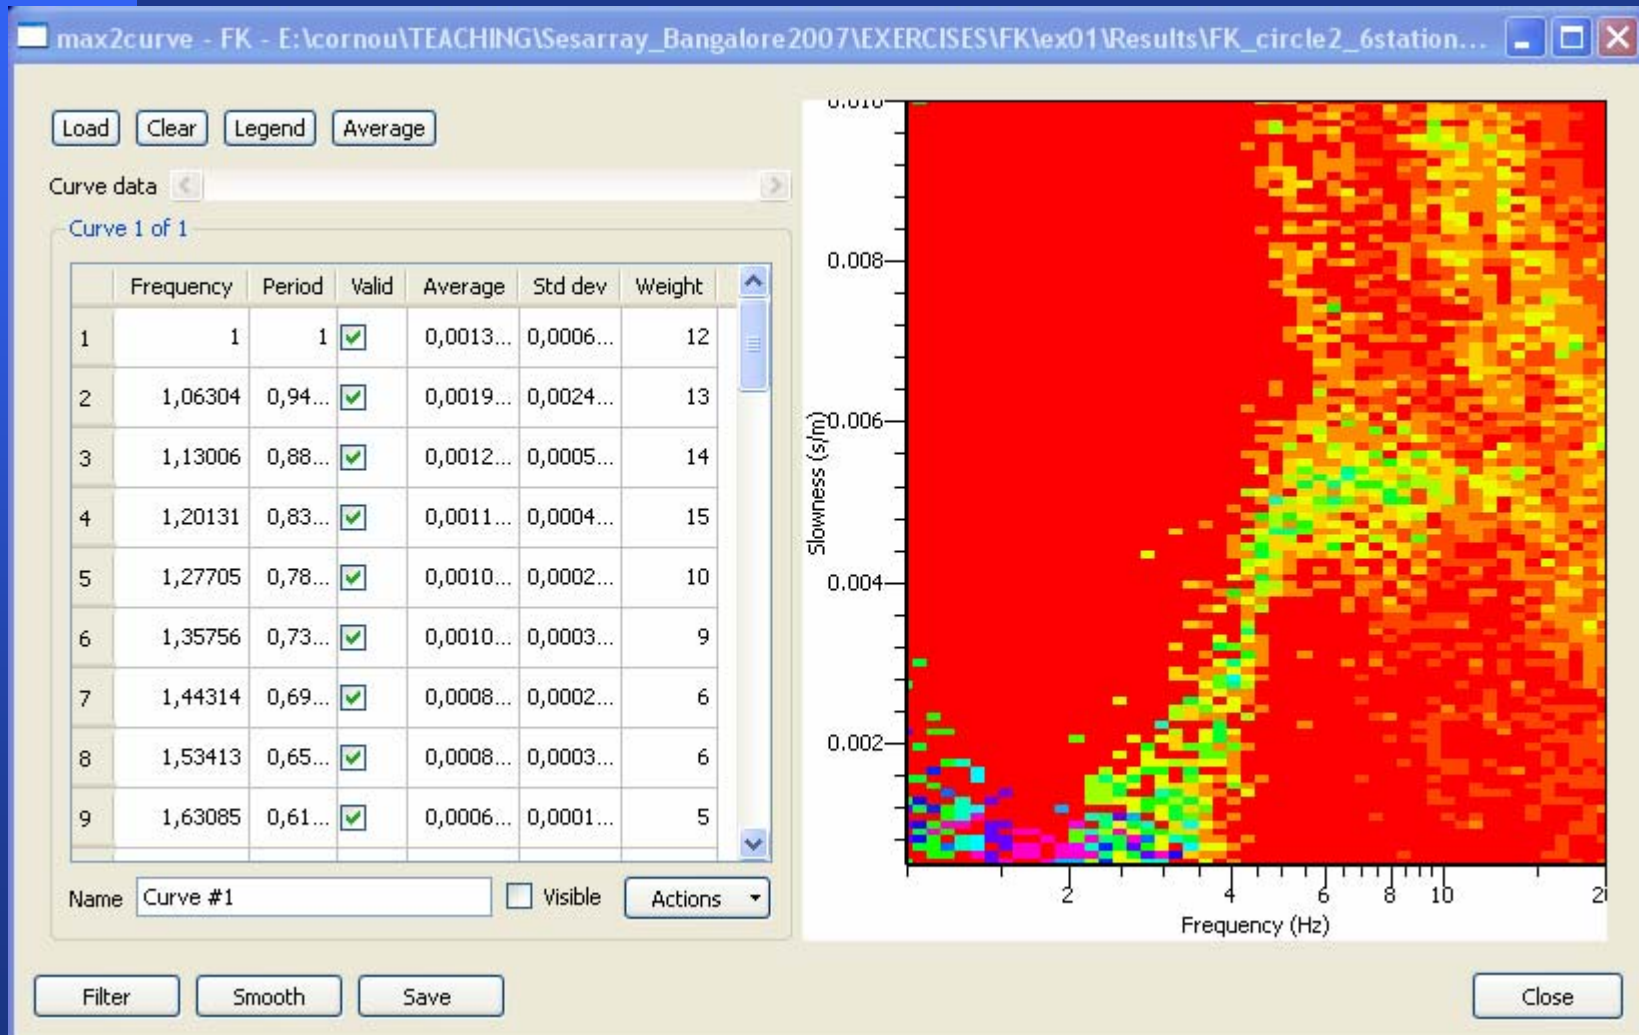 max2curve - FK - E:\cornou\TEACHING\Sesarray_Bangalore2007\EXERCISES\FK\ex01\Results\FK_circle2_6station...
Load Clear Legend Average
Curve data
Curve 1 of 1
Frequency Period Valid Average Std dev Weight
1 1 1 0,0013... 0,0006... 12
2 1,06304 0,94... 0,0019... 0,0024... 13
3 1,13006 0,88... 0,0012... 0,0005... 14
4 1,20131 0,83... 0,0011... 0,0004... 15
5 1,27705 0,78... 0,0010... 0,0002... 10
6 1,35756 0,73... 0,0010... 0,0003... 9
7 1,44314 0,69... 0,0008... 0,0002... 6
8 1,53413 0,65... 0,0008... 0,0003... 6
9 1,63085 0,61... 0,0006... 0,0001... 5
Name Curve #1 Visible Actions
Filter Smooth Save
0.010
0.008
0.006
0.004
0.002
Slowness (s/m)
2 4 6 8 10 20
Frequency (Hz)
Close